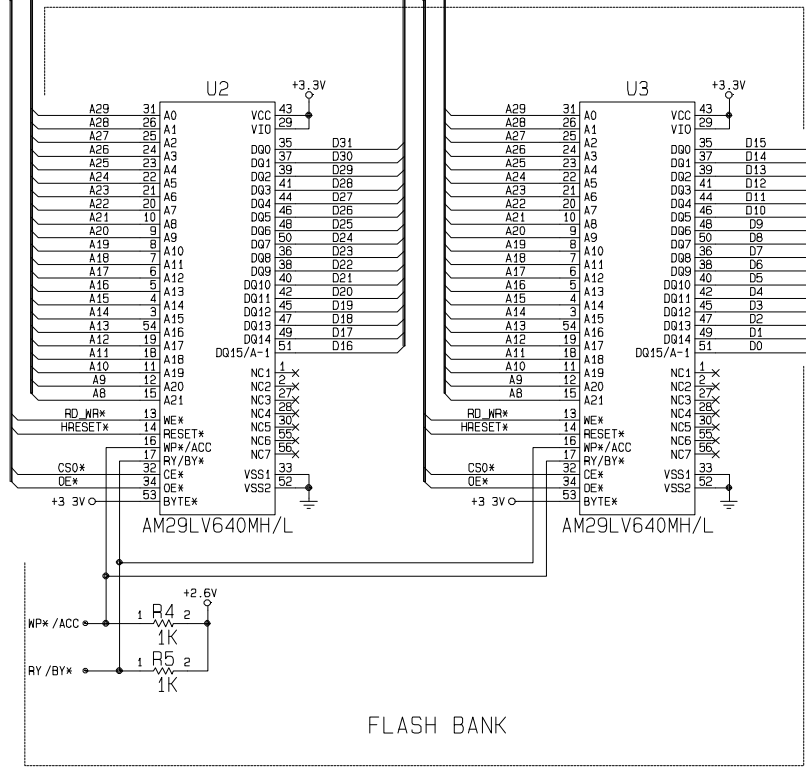 U2 +3.3V U3 +3.3V
A29 31 A0 VCC 43 A29 31 A0 VCC 43
A28 26 A1 VIO 29 A28 26 A1 VIO 29
A27 25 A2 A27 25 A2
A26 24 A3 DQ0 35 D31 A26 24 A3 DQ0 35 D15
A25 23 A4 DQ1 37 D30 A25 23 A4 DQ1 37 D14
A24 22 A5 DQ2 39 D29 A24 22 A5 DQ2 39 D13
A23 21 A6 DQ3 41 D28 A23 21 A6 DQ3 41 D12
A22 20 A7 DQ4 44 D27 A22 20 A7 DQ4 44 D11
A21 10 A8 DQ5 46 D26 A21 10 A8 DQ5 46 D10
A20 9 A9 DQ6 48 D25 A20 9 A9 DQ6 48 D9
A19 8 A10 DQ7 50 D24 A19 8 A10 DQ7 50 D8
A18 7 A11 DQ8 36 D23 A18 7 A11 DQ8 36 D7
A17 6 A12 DQ9 38 D22 A17 6 A12 DQ9 38 D6
A16 5 A13 DQ10 40 D21 A16 5 A13 DQ10 40 D5
A15 4 A14 DQ11 42 D20 A15 4 A14 DQ11 42 D4
A14 3 A15 DQ12 45 D19 A14 3 A15 DQ12 45 D3
A13 54 A16 DQ13 47 D18 A13 54 A16 DQ13 47 D2
A12 19 A17 DQ14 49 D17 A12 19 A17 DQ14 49 D1
A11 18 A18 DQ15/A-1 51 D16 A11 18 A18 DQ15/A-1 51 D0
A10 11 A19 NC1 1 A10 11 A19 NC1 1
A9 12 A20 NC2 2 A9 12 A20 NC2 2
A8 15 A21 NC3 27 A8 15 A21 NC3 27
NC4 28 NC4 28
RD_WR* 13 WE* NC5 30 RD_WR* 13 WE* NC5 30
HRESET* 14 RESET* NC6 55 HRESET* 14 RESET* NC6 55
16 WP*/ACC NC7 56 16 WP*/ACC NC7 56
17 RY/BY* 17 RY/BY*
CS0* 32 CE* VSS1 33 CS0* 32 CE* VSS1 33
OE* 34 OE* VSS2 52 OE* 34 OE* VSS2 52
+3 3V 53 BYTE* +3 3V 53 BYTE*
AM29LV640MH/L AM29LV640MH/L
+2.6V
WP*/ACC 1 R4 2
1K
RY/BY* 1 R5 2
1K
FLASH BANK